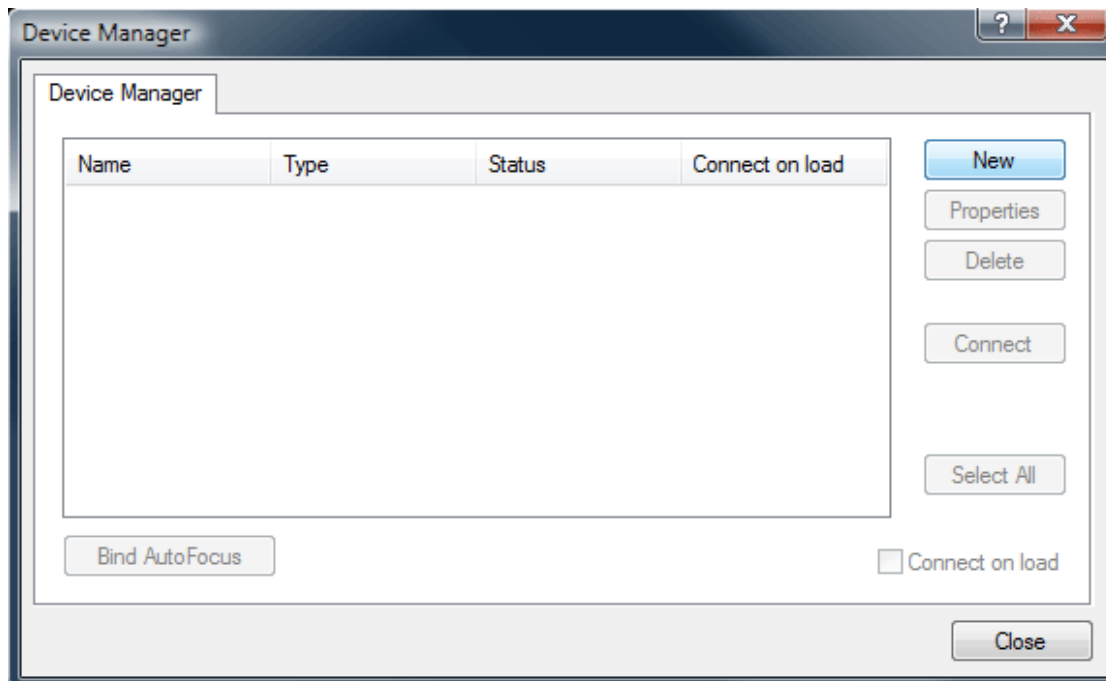 Device Manager
?
X
Device Manager
Name Type Status Connect on load
New
Properties
Delete
Connect
Select All
Bind AutoFocus
Connect on load
Close